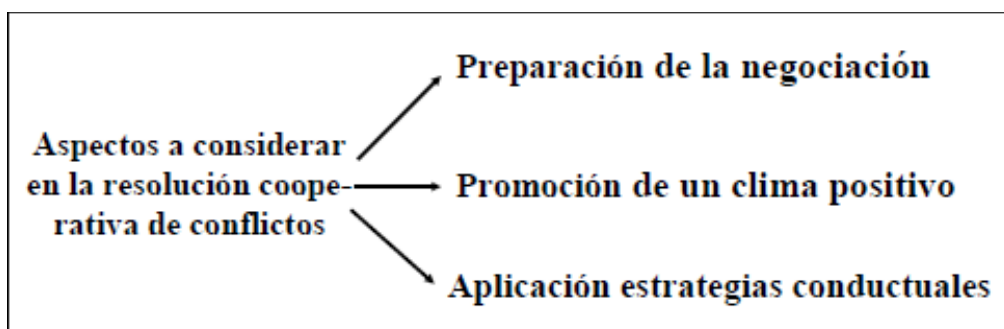 Aspectos a considerar
en la resolución coope-
rativa de conflictos
Preparación de la negociación
Promoción de un clima positivo
Aplicación estrategias conductuales